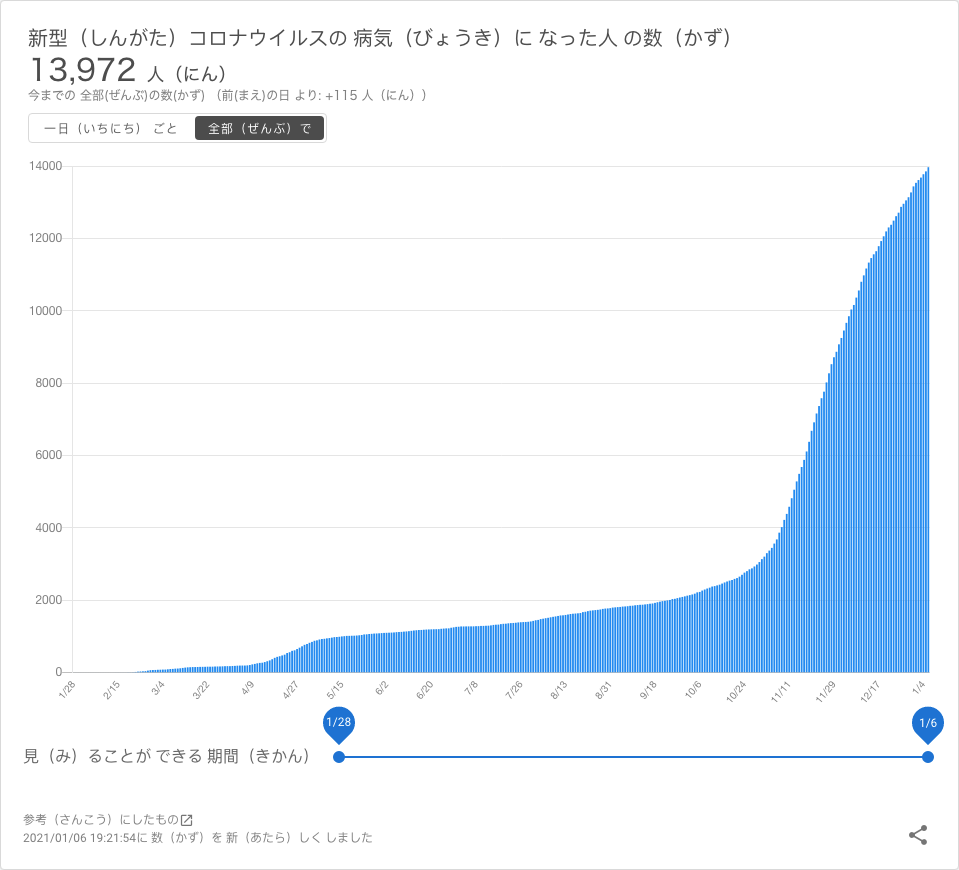 新型（しんがた）コロナウイルスの 病気（びょうき）に なった人 の数（かず）
13,972 人（にん）
今までの 全部(ぜんぶ)の数(かず) （前(まえ)の日 より: +115 人（にん））
一日（いちにち） ごと 全部（ぜんぶ）で
14000
12000
10000
8000
6000
4000
2000
0
1/28 2/15 3/4 3/22 4/9 4/27 5/15 6/2 6/20 7/8 7/26 8/13 8/31 9/18 10/6 10/24 11/11 11/29 12/17 1/4
1/28 1/6
見（み）ることが できる 期間（きかん）
参考（さんこう）にしたもの
2021/01/06 19:21:54に 数（かず）を 新（あたら）しく しました